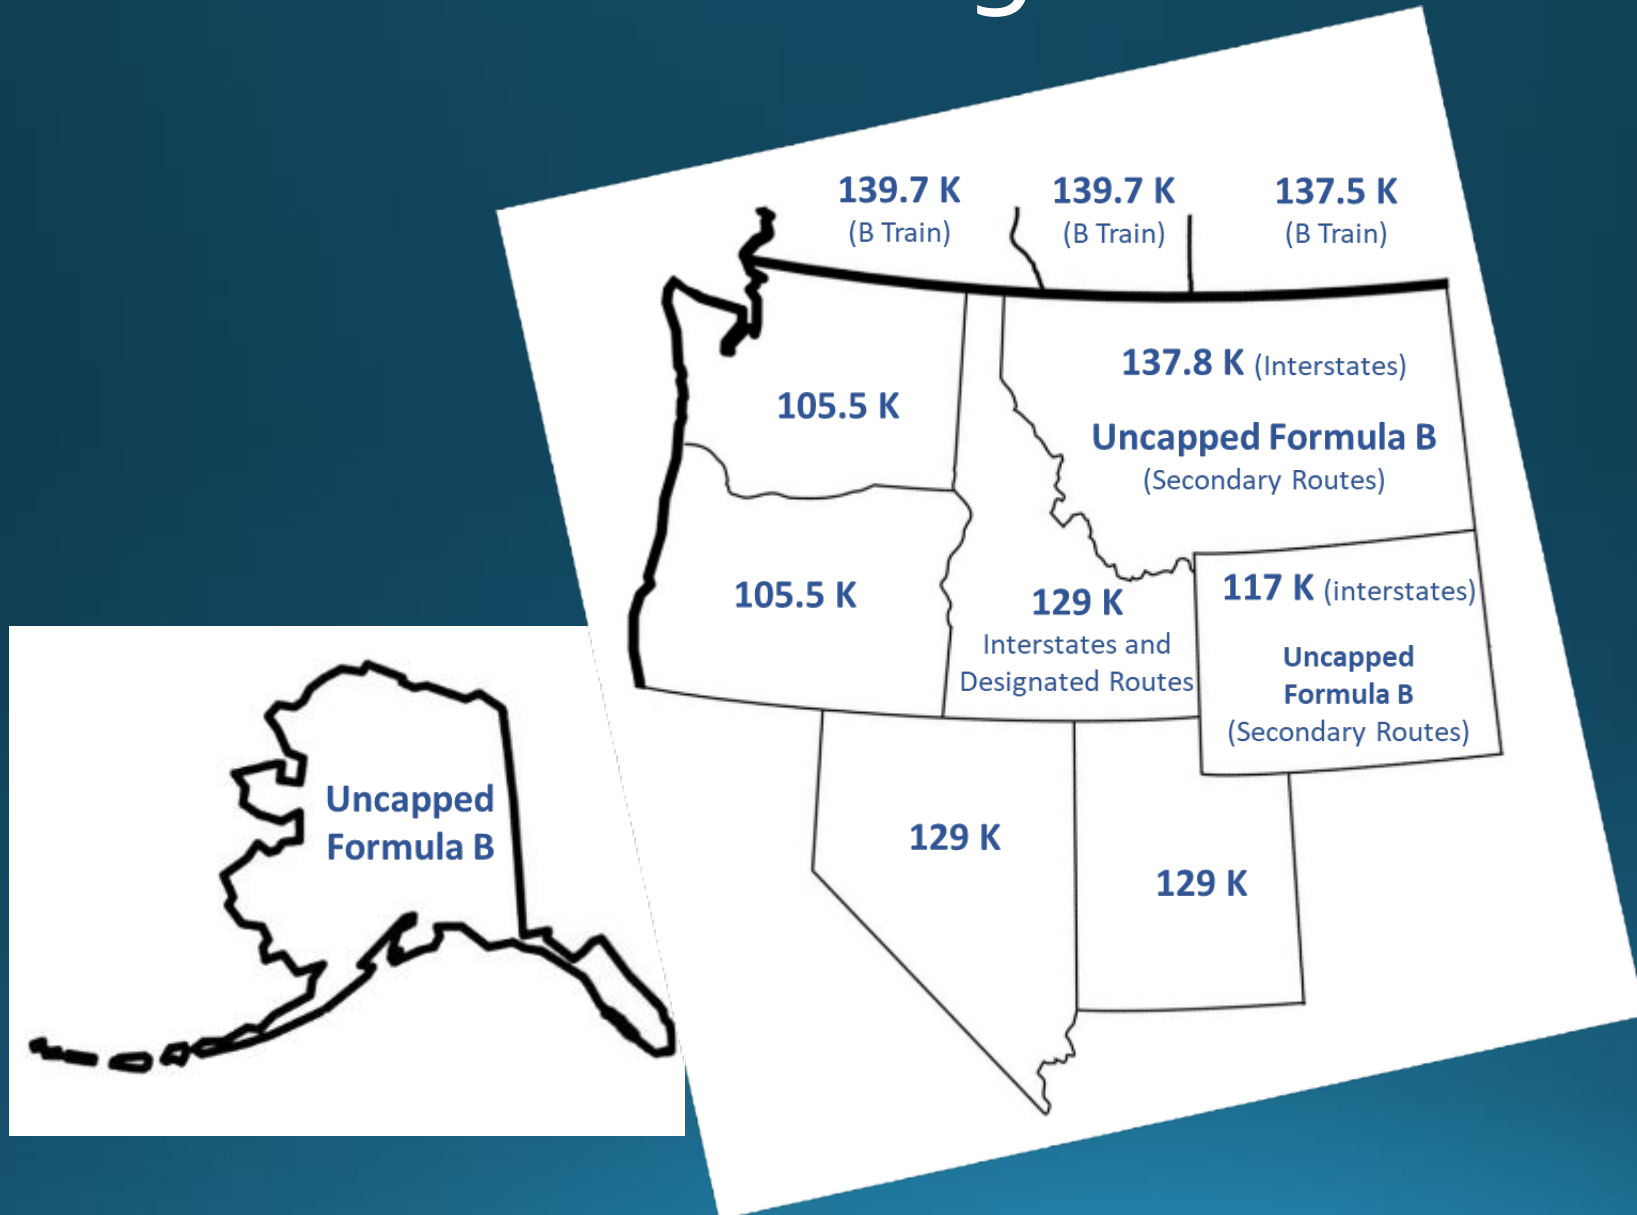 139.7 K
(B Train)
139.7 K
(B Train)
137.5 K
(B Train)
137.8 K (Interstates)
Uncapped Formula B
(Secondary Routes)
105.5 K
105.5 K
129 K
Interstates and
Designated Routes
117 K (interstates)
Uncapped
Formula B
(Secondary Routes)
129 K
129 K
Uncapped
Formula B